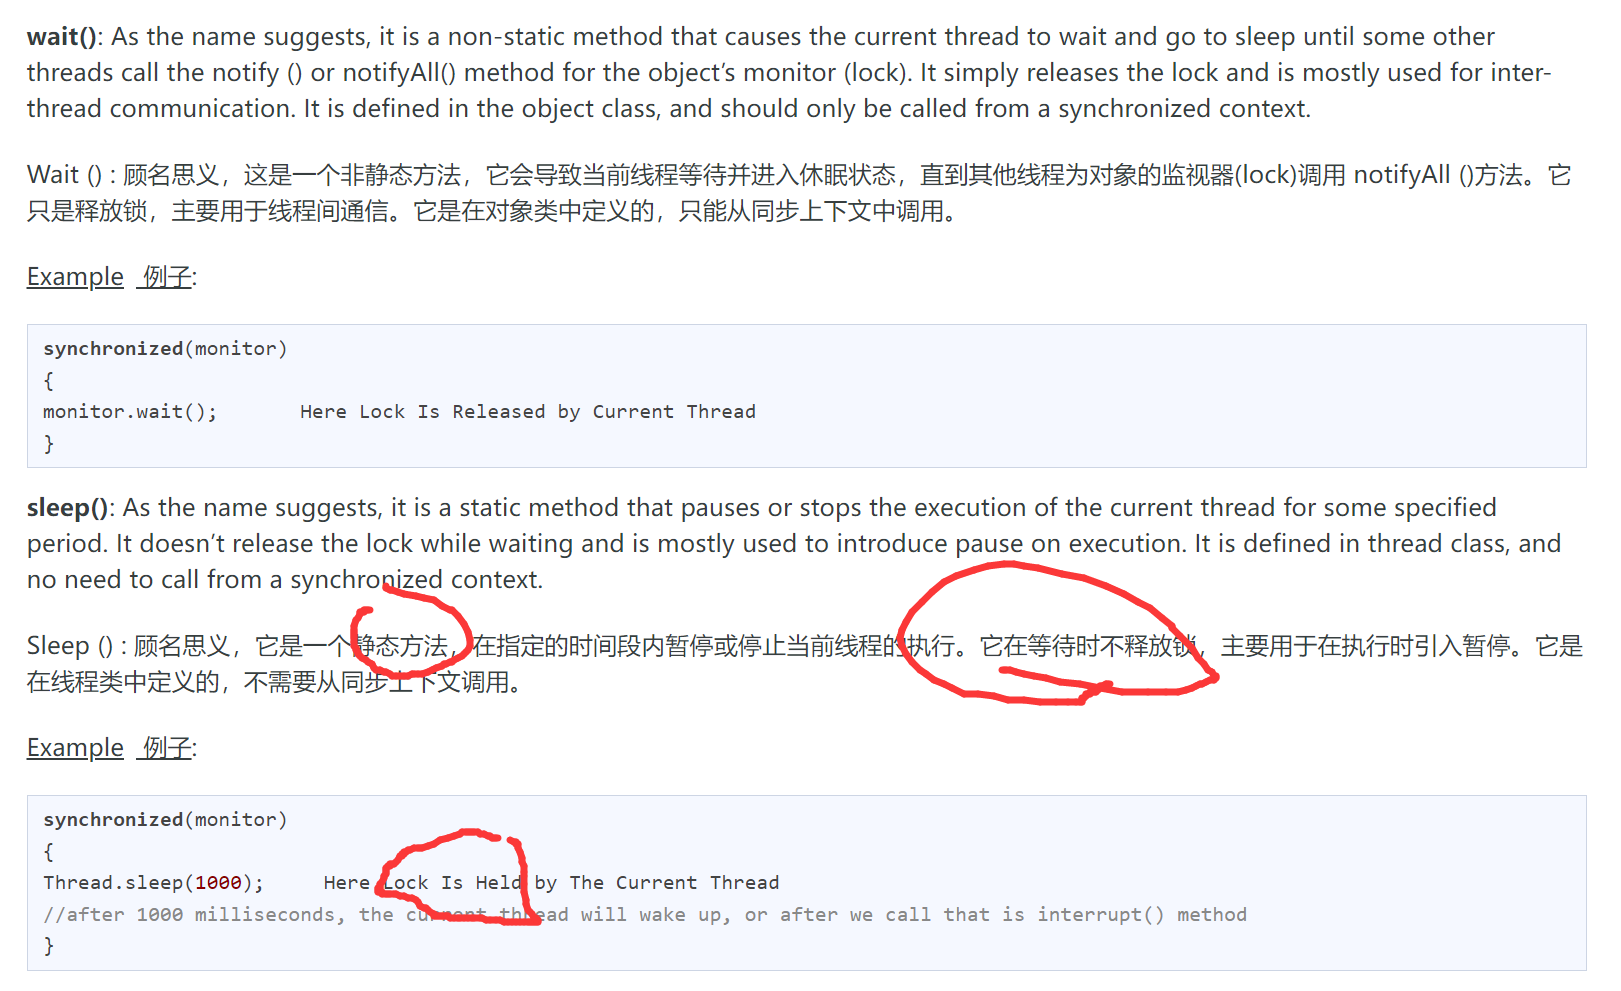 wait(): As the name suggests, it is a non-static method that causes the current thread to wait and go to sleep until some other
threads call the notify () or notifyAll() method for the object’s monitor (lock). It simply releases the lock and is mostly used for inter-
thread communication. It is defined in the object class, and should only be called from a synchronized context.
Wait () : 顾名思义，这是一个非静态方法，它会导致当前线程等待并进入休眠状态，直到其他线程为对象的监视器(lock)调用 notifyAll ()方法。它
只是释放锁，主要用于线程间通信。它是在对象类中定义的，只能从同步上下文中调用。
Example 例子:
synchronized(monitor)
{
monitor.wait();       Here Lock Is Released by Current Thread
}
sleep(): As the name suggests, it is a static method that pauses or stops the execution of the current thread for some specified
period. It doesn’t release the lock while waiting and is mostly used to introduce pause on execution. It is defined in thread class, and
no need to call from a synchronized context.
Sleep () : 顾名思义，它是一个静态方法，在指定的时间段内暂停或停止当前线程的执行。它在等待时不释放锁，主要用于在执行时引入暂停。它是
在线程类中定义的，不需要从同步上下文调用。
Example 例子:
synchronized(monitor)
{
Thread.sleep(1000);     Here Lock Is Held by The Current Thread
//after 1000 milliseconds, the current thread will wake up, or after we call that is interrupt() method
}